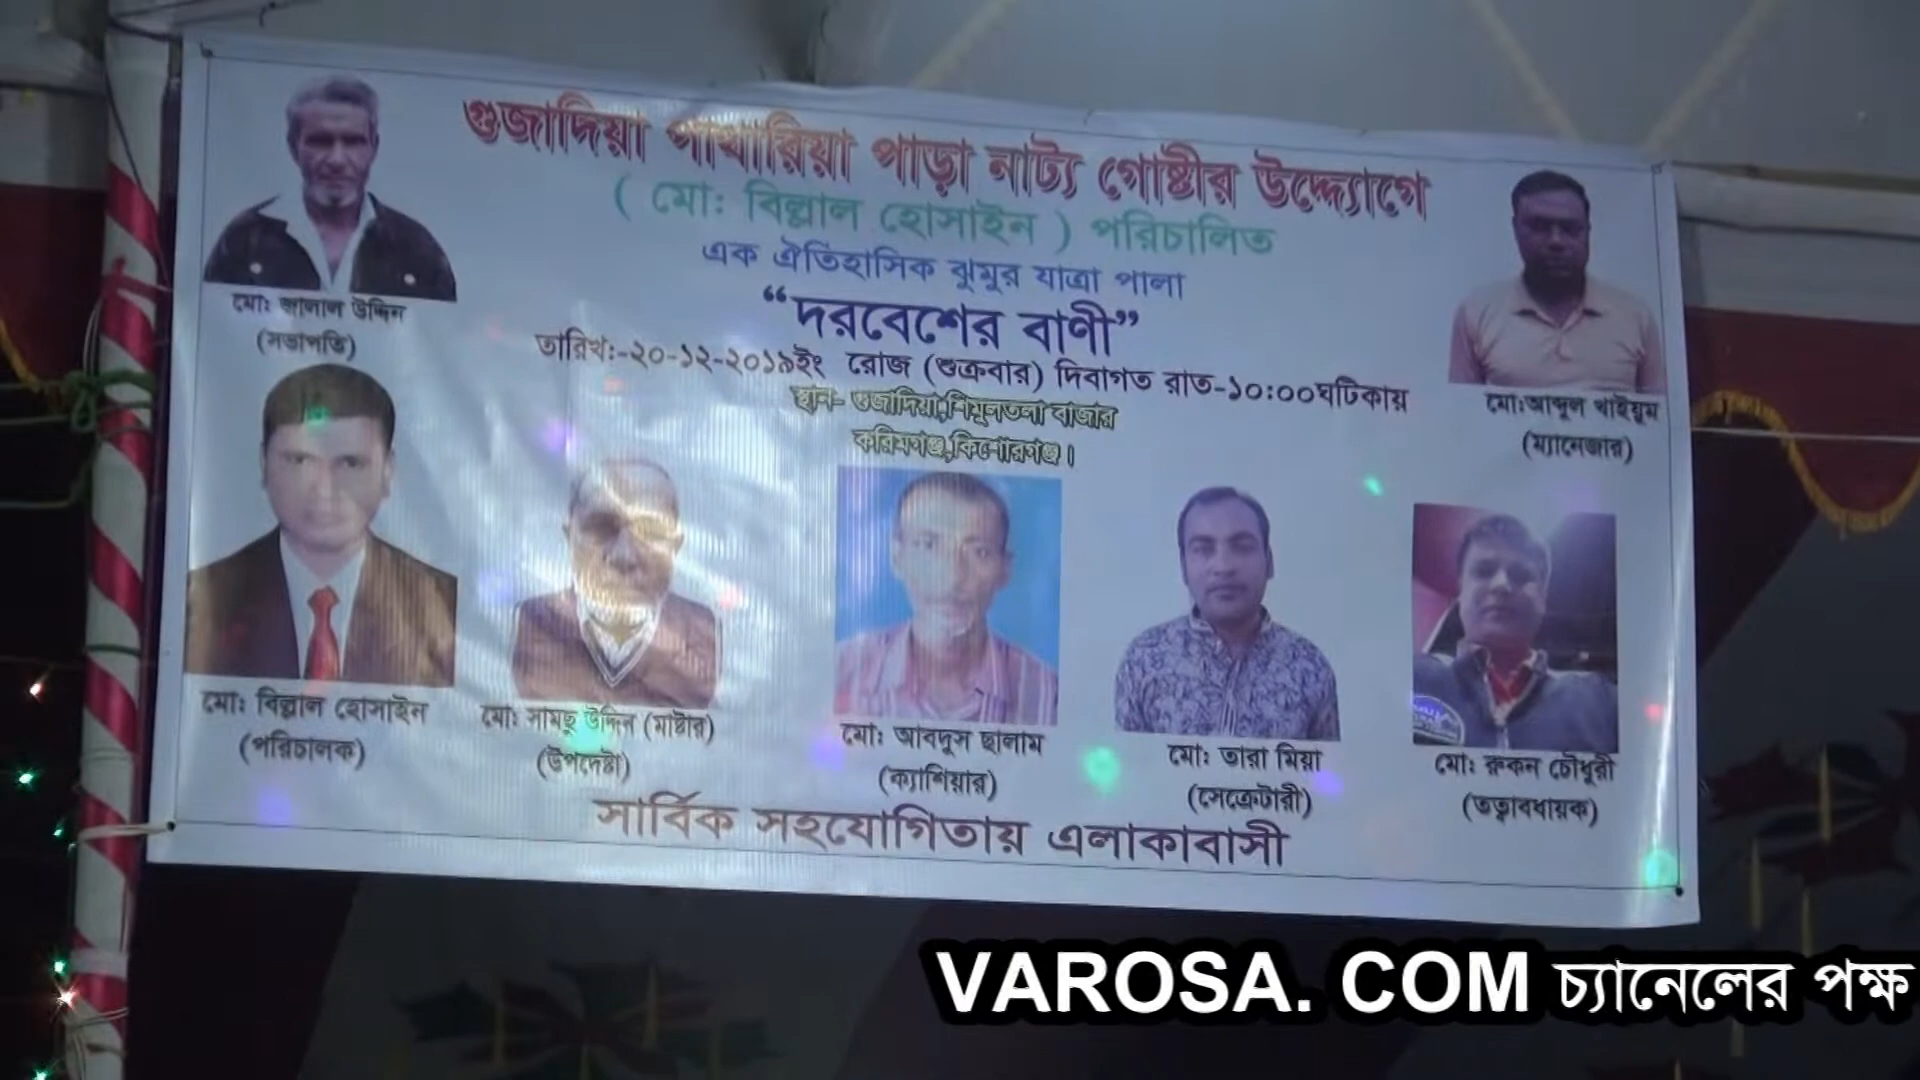 গুজাদিয়া পাথারিয়া পাড়া নাট্য গোষ্টীর উদ্দ্যোগে
( মোঃ বিল্লাল হোসাইন ) পরিচালিত
এক ঐতিহাসিক ঝুমুর যাত্রা পালা
“দরবেশের বাণী”
তারিখ:-২০-১২-২০১৯ইং রোজ (শুক্রবার) দিবাগত রাত-১০:০০ঘটিকায়
স্থান- গুজাদিয়া,শিমুলতলা বাজার
করিমগঞ্জ,কিশোরগঞ্জ।
মোঃ জালাল উদ্দিন
(সভাপতি)
মো:আব্দুল খাইয়ুম
(ম্যানেজার)
মোঃ বিল্লাল হোসাইন
(পরিচালক)
মোঃ সামছু উদ্দিন (মাষ্টার)
(উপদেষ্টা)
মোঃ আবদুস ছালাম
(ক্যাশিয়ার)
মোঃ তারা মিয়া
(সেক্রেটারী)
মোঃ রুকন চৌধুরী
(তত্বাবধায়ক)
সার্বিক সহযোগিতায় এলাকাবাসী
VAROSA. COM চ্যানেলের পক্ষ